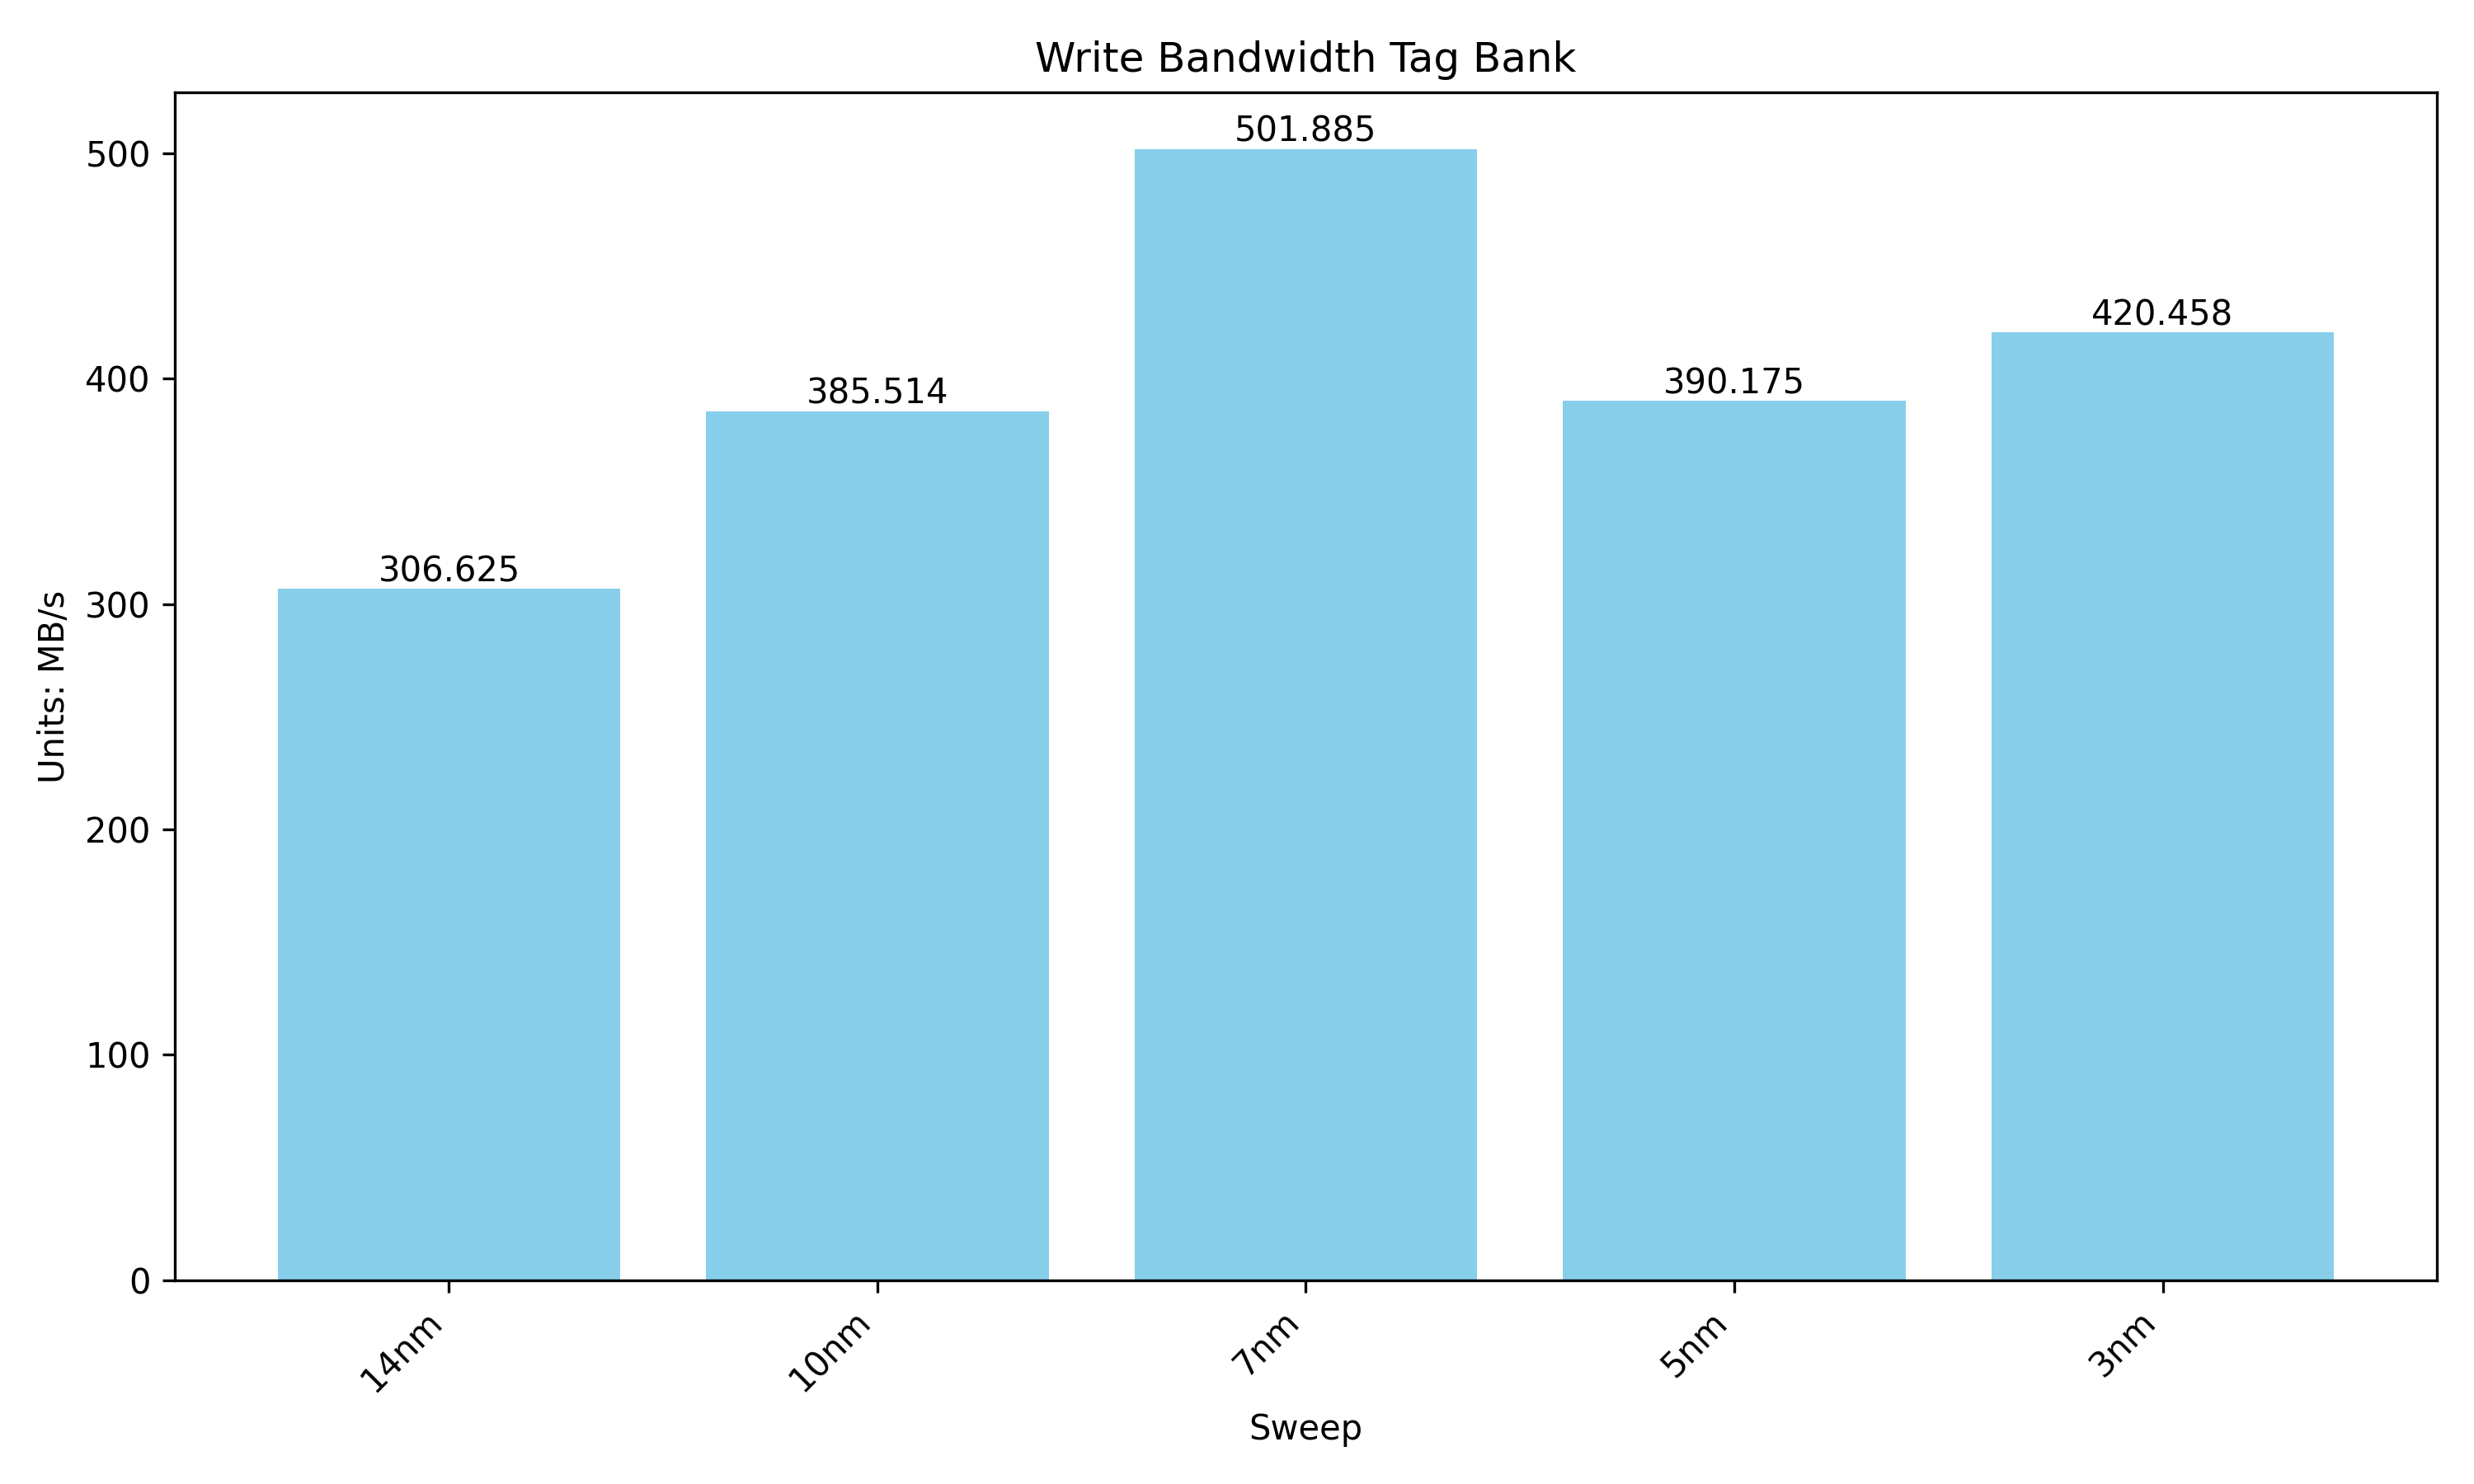 Write Bandwidth Tag Bank
501.885
500
420.458
400
390.175
385.514
306.625
300
Units: MB/s
200
100
0
14nm
10nm
7nm
5nm
3nm
Sweep